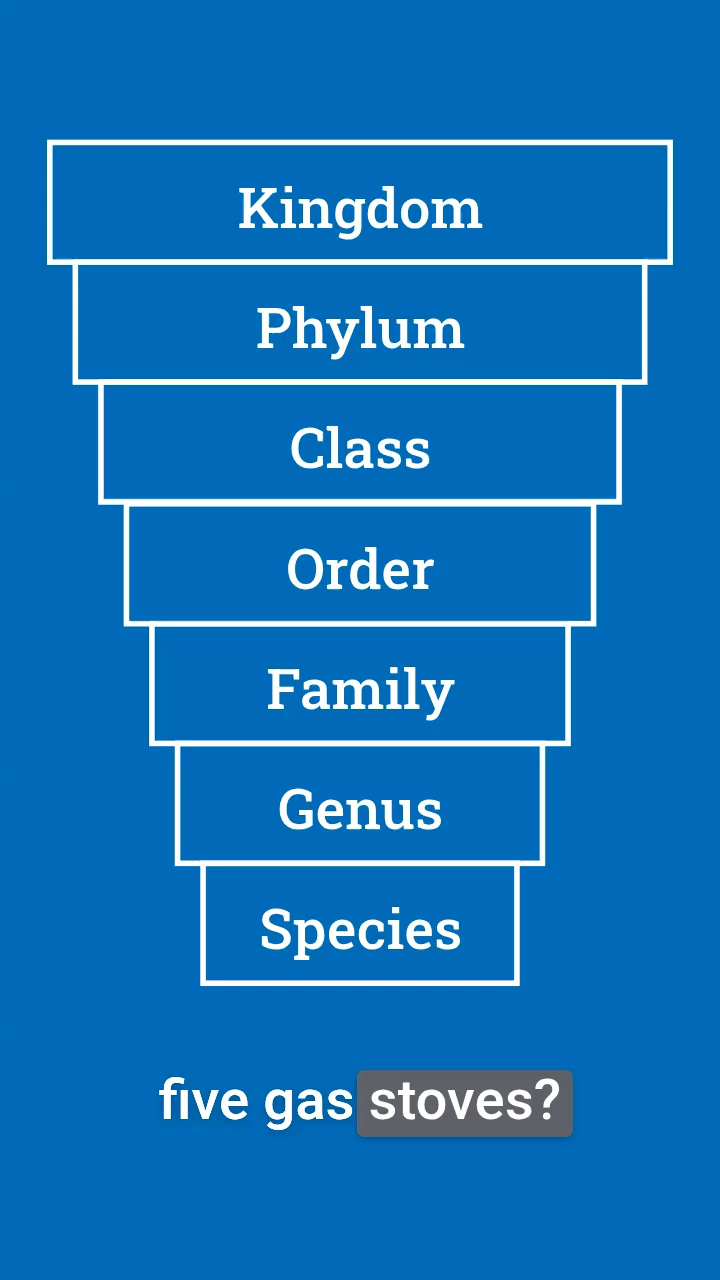 Kingdom
Phylum
Class
Order
Family
Genus
Species
five gas stoves?